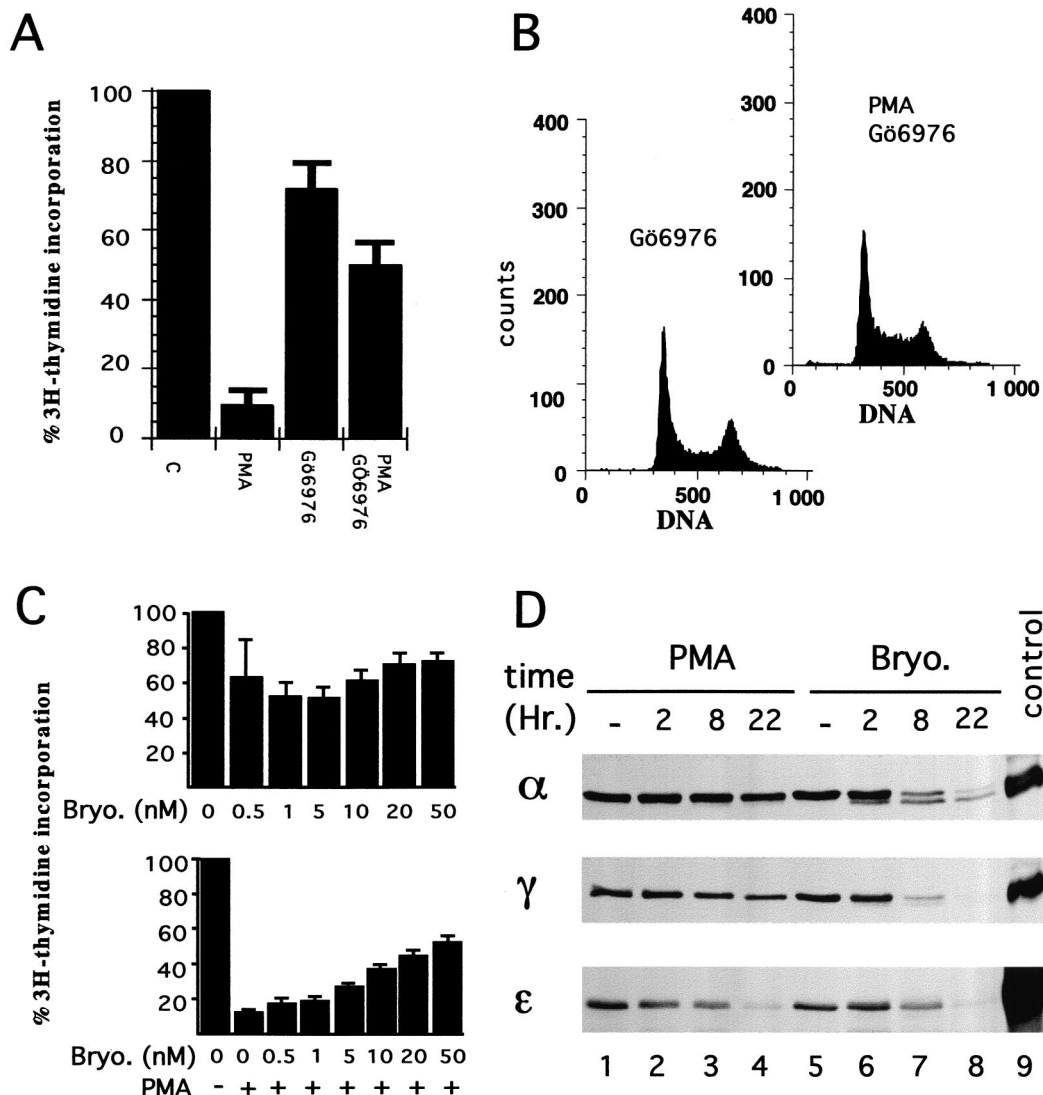 A
% 3H-thymidine incorporation
100
80
60
40
20
0
C
PMA
Gö6976
PMA
GÖ6976
B
counts
400
300
200
100
0
Gö6976
0 500 1 000
DNA
400
300
200
100
0
PMA
Gö6976
0 500 1 000
DNA
C
% 3H-thymidine incorporation
100
80
60
40
20
Bryo. (nM) 0 0.5 1 5 10 20 50
100
80
60
40
20
Bryo. (nM) 0 0 0.5 1 5 10 20 50
PMA - + + + + + + +
D
time PMA Bryo. control
(Hr.) - 2 8 22 - 2 8 22
α
γ
ε
1 2 3 4 5 6 7 8 9